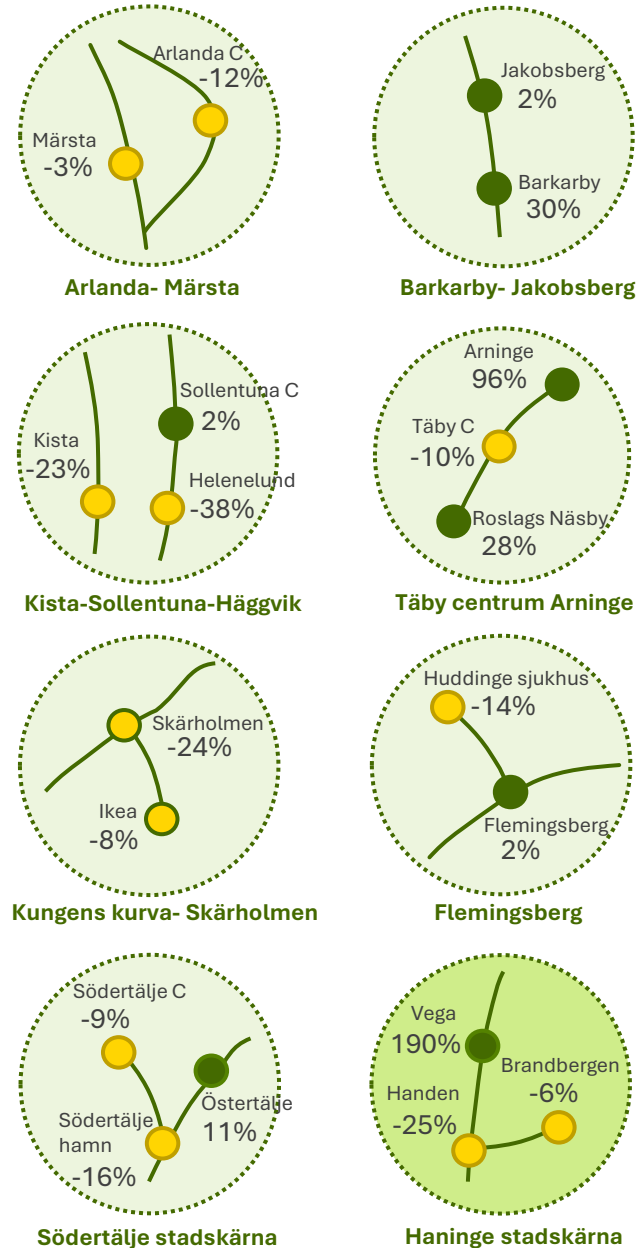 Arlanda C
-12%
Märsta
-3%
Arlanda- Märsta
Jakobsberg
2%
Barkarby
30%
Barkarby- Jakobsberg
Sollentuna C
2%
Kista
-23%
Helenelund
-38%
Kista-Sollentuna-Häggvik
Arninge
96%
Täby C
-10%
Roslags Näsby
28%
Täby centrum Arninge
Skärholmen
-24%
Ikea
-8%
Kungens kurva- Skärholmen
Huddinge sjukhus
-14%
Flemingsberg
2%
Flemingsberg
Södertälje C
-9%
Östertälje
11%
Södertälje
hamn
-16%
Södertälje stadskärna
Vega
190%
Brandbergen
-6%
Handen
-25%
Haninge stadskärna